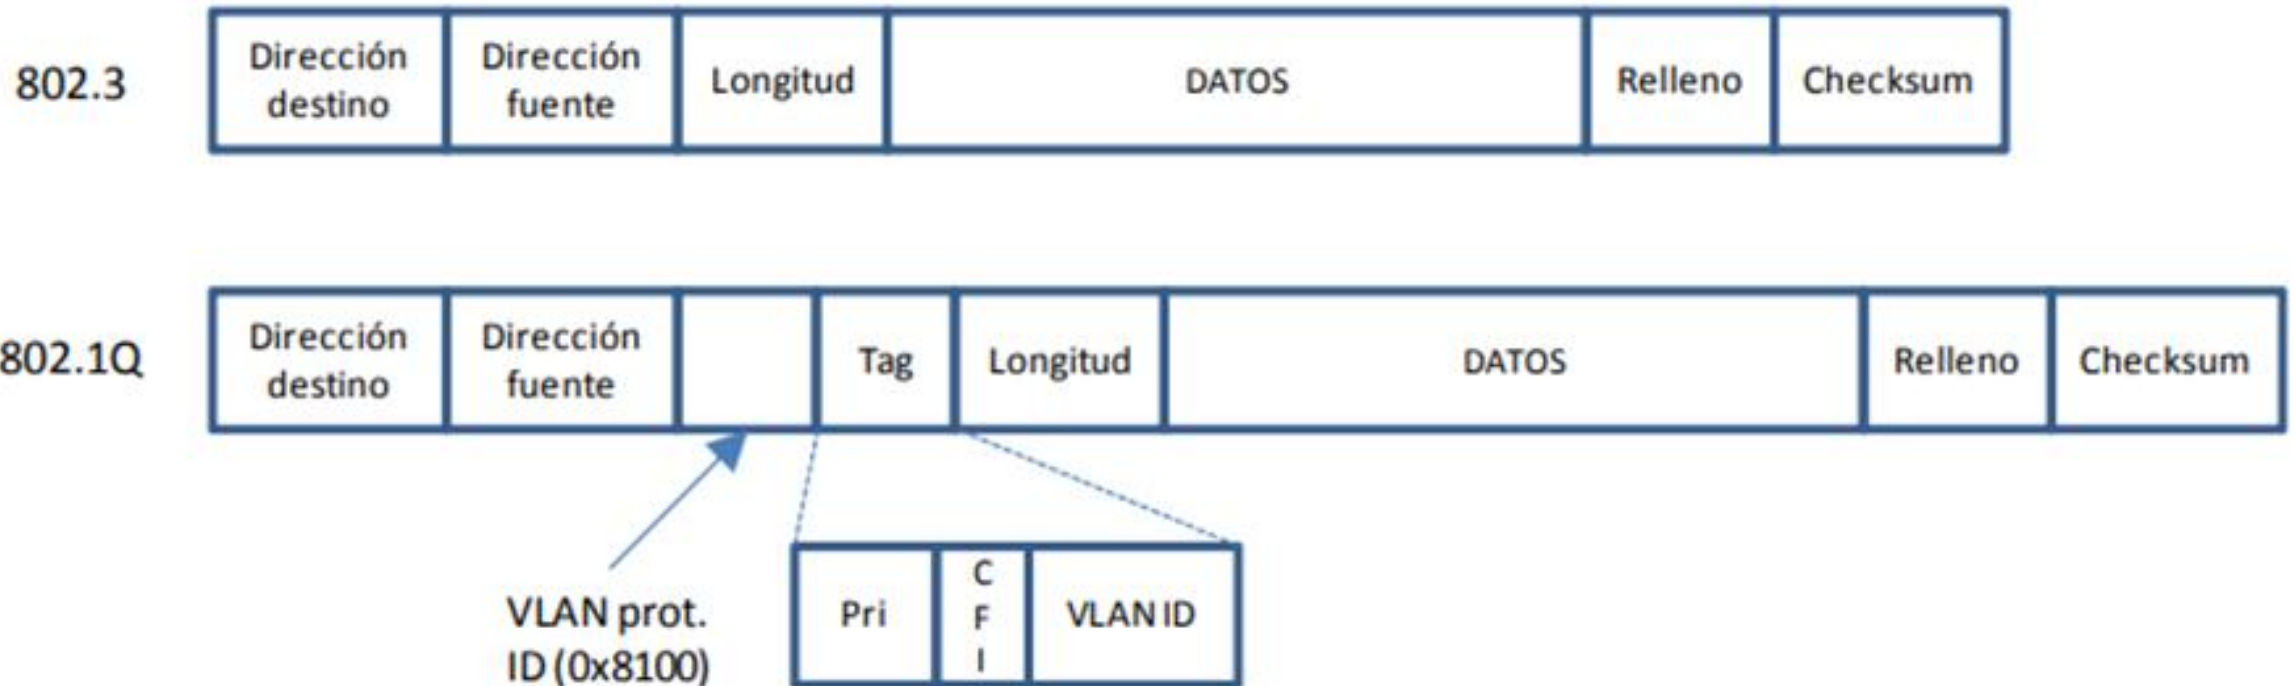 802.3
Dirección
destino
Dirección
fuente
Longitud
DATOS
Relleno
Checksum
802.1Q
Dirección
destino
Dirección
fuente
Tag
Longitud
DATOS
Relleno
Checksum
VLAN prot.
ID (0x8100)
Pri
C
F
I
VLAN ID